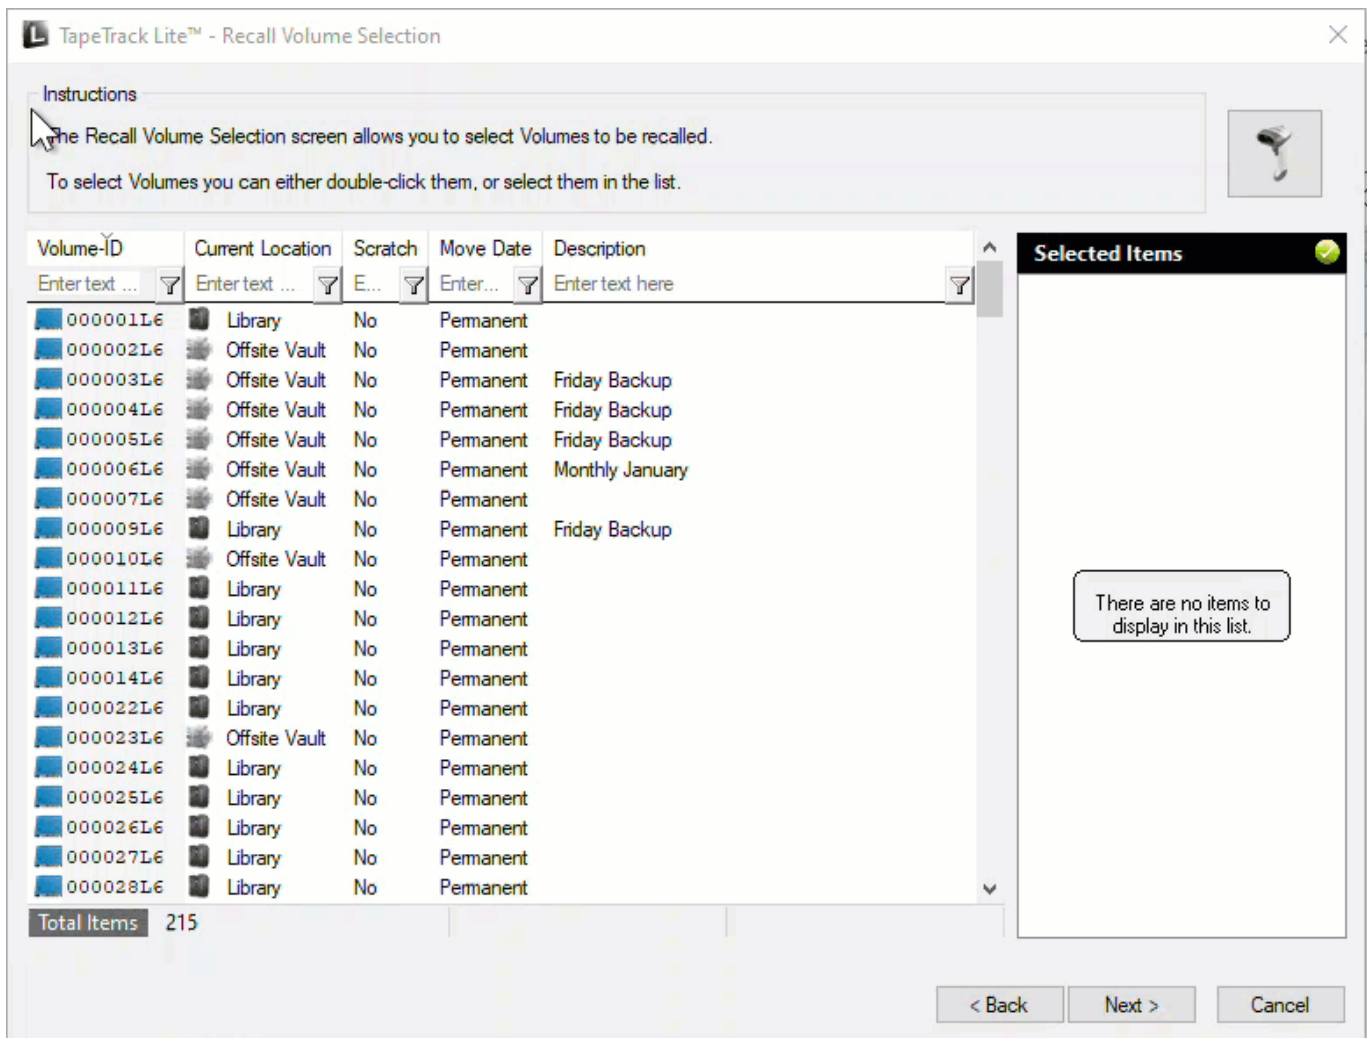 TapeTrack Lite™ - Recall Volume Selection
Instructions
The Recall Volume Selection screen allows you to select Volumes to be recalled.
To select Volumes you can either double-click them, or select them in the list.
Volume-ID Current Location Scratch Move Date Description
Enter text ... Enter text ... E... Enter... Enter text here
000001L6 Library No Permanent
000002L6 Offsite Vault No Permanent
000003L6 Offsite Vault No Permanent Friday Backup
000004L6 Offsite Vault No Permanent Friday Backup
000005L6 Offsite Vault No Permanent Friday Backup
000006L6 Offsite Vault No Permanent Monthly January
000007L6 Offsite Vault No Permanent
000009L6 Library No Permanent Friday Backup
000010L6 Offsite Vault No Permanent
000011L6 Library No Permanent
000012L6 Library No Permanent
000013L6 Library No Permanent
000014L6 Library No Permanent
000022L6 Library No Permanent
000023L6 Offsite Vault No Permanent
000024L6 Library No Permanent
000025L6 Library No Permanent
000026L6 Library No Permanent
000027L6 Library No Permanent
000028L6 Library No Permanent
Total Items 215
Selected Items
There are no items to
display in this list.
< Back Next > Cancel